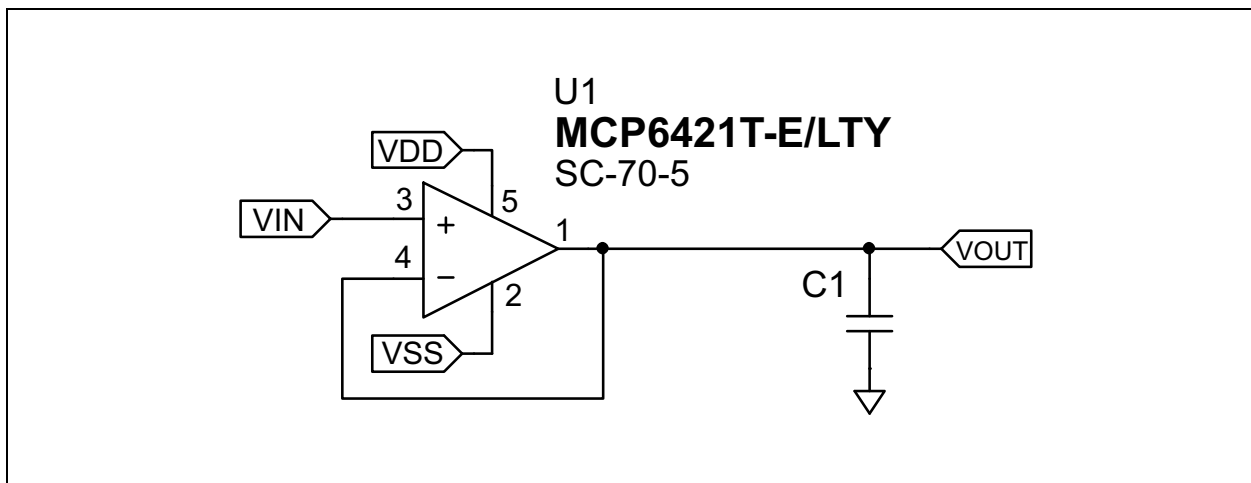 U1
MCP6421T-E/LTY
SC-70-5
VDD
VIN
3
5
+
1
4
−
2
VOUT
C1
VSS